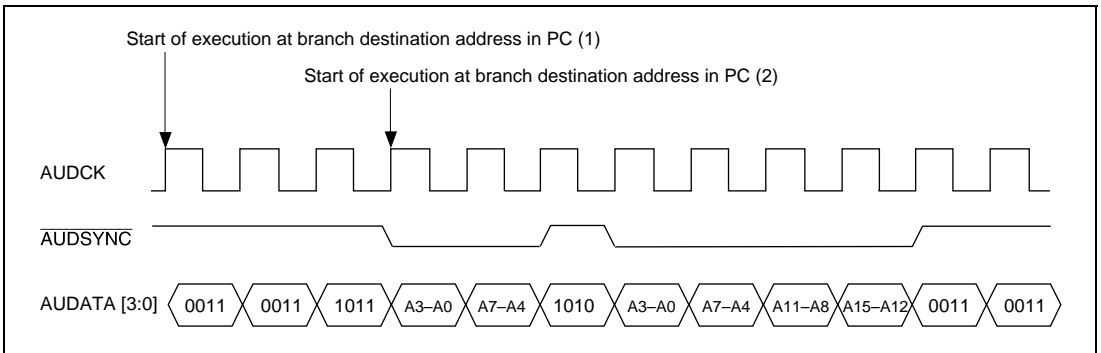 Start of execution at branch destination address in PC (1)
Start of execution at branch destination address in PC (2)
AUDCK
AUDSYNC
AUDATA [3:0] 0011 0011 1011 A3–A0 A7–A4 1010 A3–A0 A7–A4 A11–A8 A15–A12 0011 0011